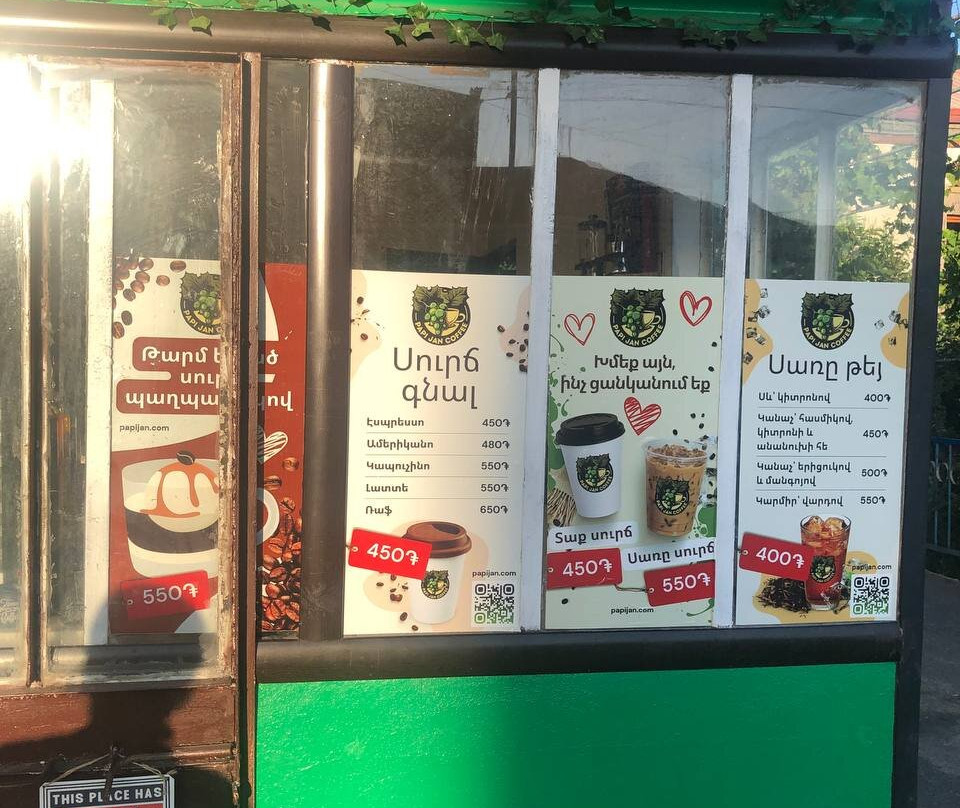 PAPI JAN COFFEE
Թարմ
պաղպա
papijan.com
550֏
PAPI JAN COFFEE
Սուրճ
գնալ
Էսպրեսսո 450֏
Ամերիկանո 480֏
Կապուչինո 550֏
Լատտե 550֏
Ռաֆ 650֏
450֏
papijan.com
PAPI JAN COFFEE
Խմեք այն,
ինչ ցանկանում եք
Տաք սուրճ
Սառը սուրճ
450֏
550֏
papijan.com
PAPI JAN COFFEE
Սառը թեյ
Սև՝ կիտրոնով 400֏
Կանաչ՝ հասմիկով,
կիտրոնի և 450֏
անանուխի հե
Կանաչ՝ երիցուկով 500֏
և մանգոյով
Կարմիր՝ վարդով 550֏
400֏
papijan.com
THIS PLACE HAS